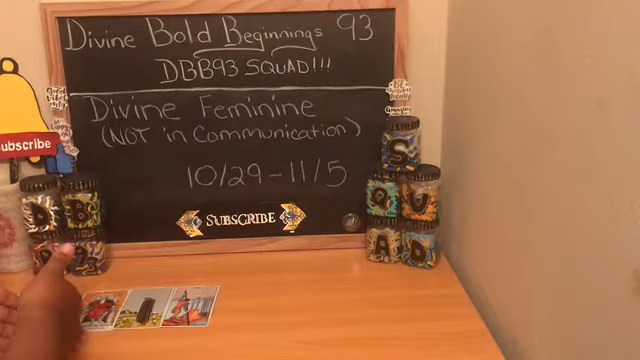 Divine Bold Beginnings 93
DBB93 SQUAD!!!
Divine Feminine
(NOT in Communication)
10/29-11/5
Subscribe
SUBSCRIBE
S
B B
Q U
A D